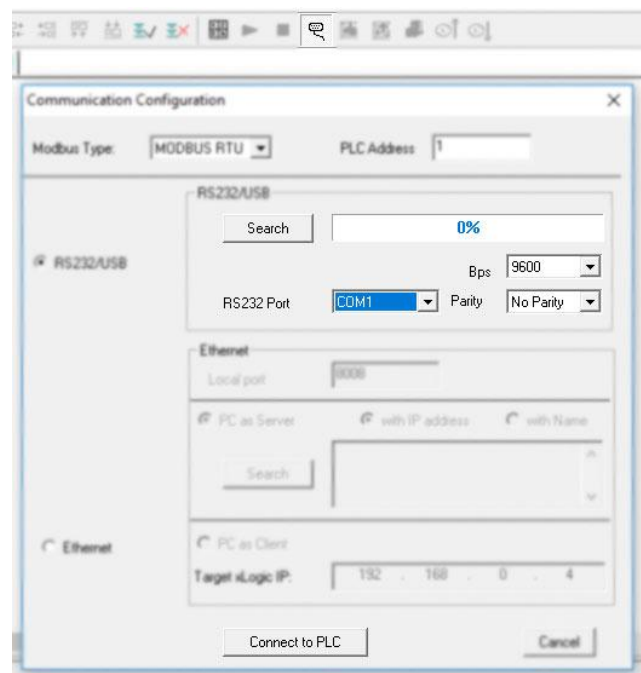 Communication Configuration
Modbus Type: MODBUS RTU PLC Address 1
RS232/USB
Search 0%
RS232/USB
Bps 9600
RS232 Port COM1 Parity No Parity
Ethernet
Local port 8008
PC as Server with IP address with Name
Search
Ethernet
PC as Client
Target xLogic IP: 192 . 168 . 0 . 4
Connect to PLC Cancel